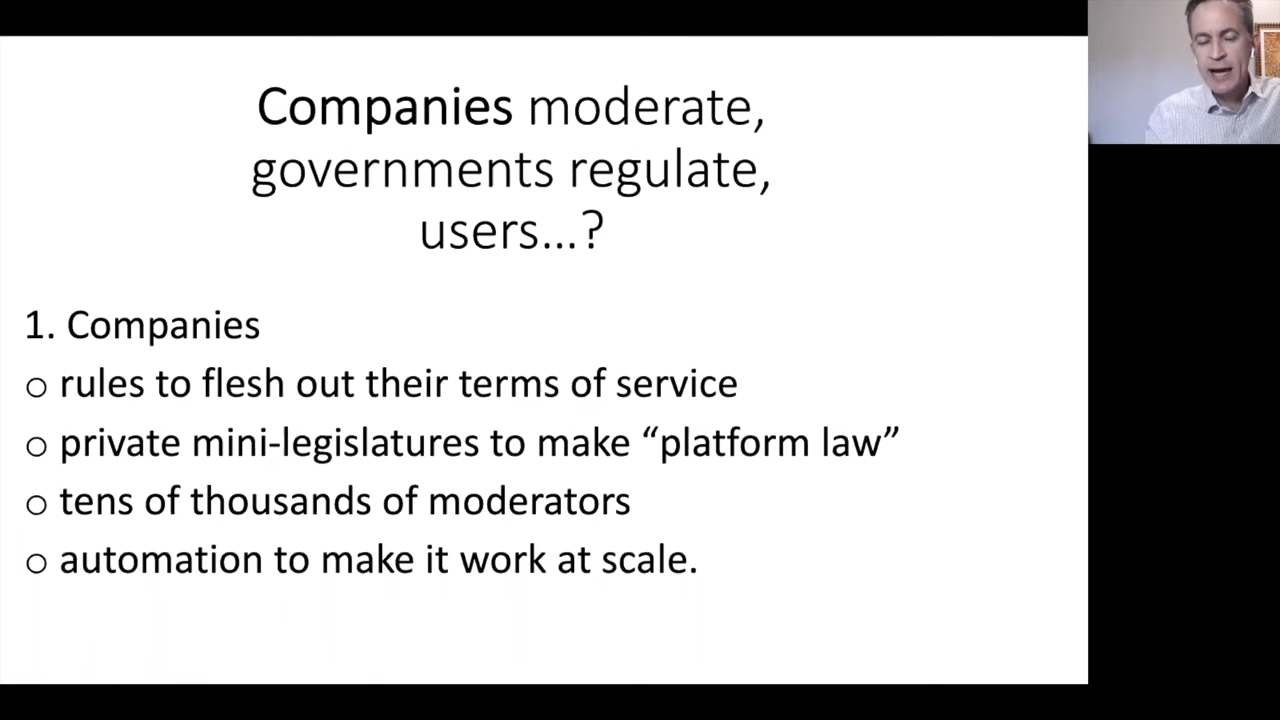 Companies moderate,
governments regulate,
users...?
1. Companies
o rules to flesh out their terms of service
o private mini-legislatures to make “platform law”
o tens of thousands of moderators
o automation to make it work at scale.